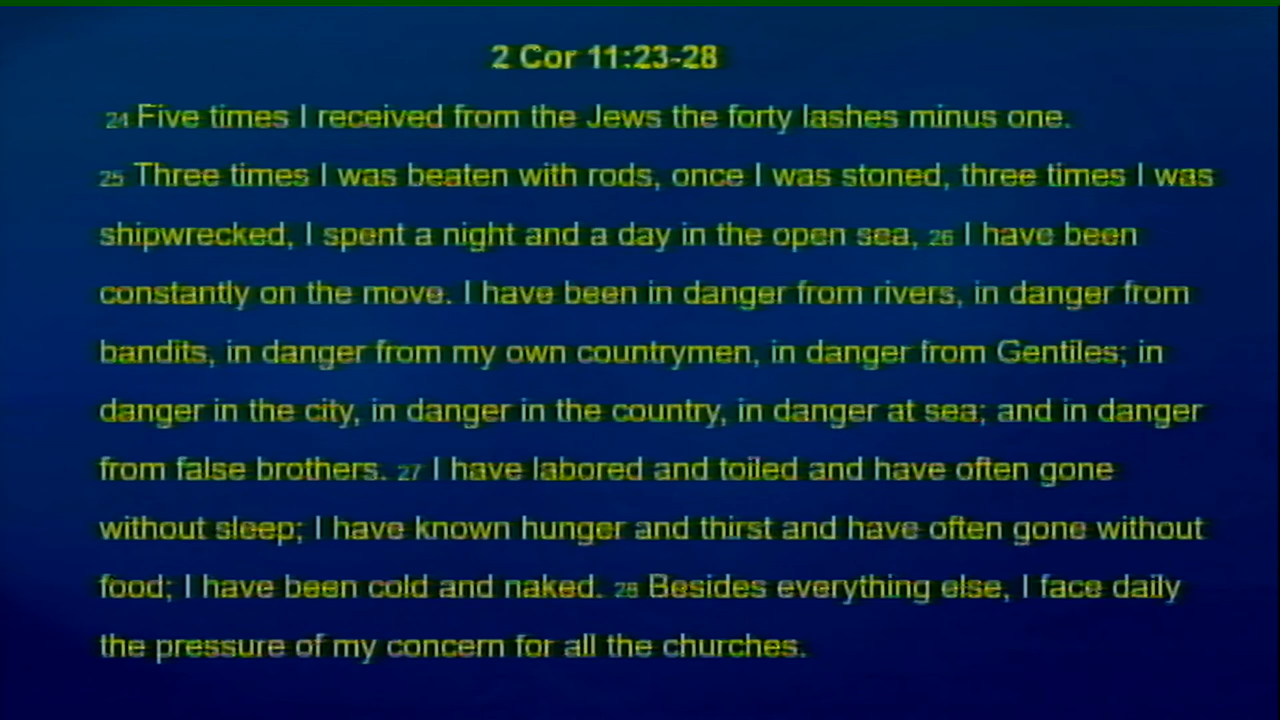 2 Cor 11:23-28
24 Five times I received from the Jews the forty lashes minus one.
25 Three times I was beaten with rods, once I was stoned, three times I was
shipwrecked, I spent a night and a day in the open sea, 26 I have been
constantly on the move. I have been in danger from rivers, in danger from
bandits, in danger from my own countrymen, in danger from Gentiles; in
danger in the city, in danger in the country, in danger at sea; and in danger
from false brothers. 27 I have labored and toiled and have often gone
without sleep; I have known hunger and thirst and have often gone without
food; I have been cold and naked. 28 Besides everything else, I face daily
the pressure of my concern for all the churches.